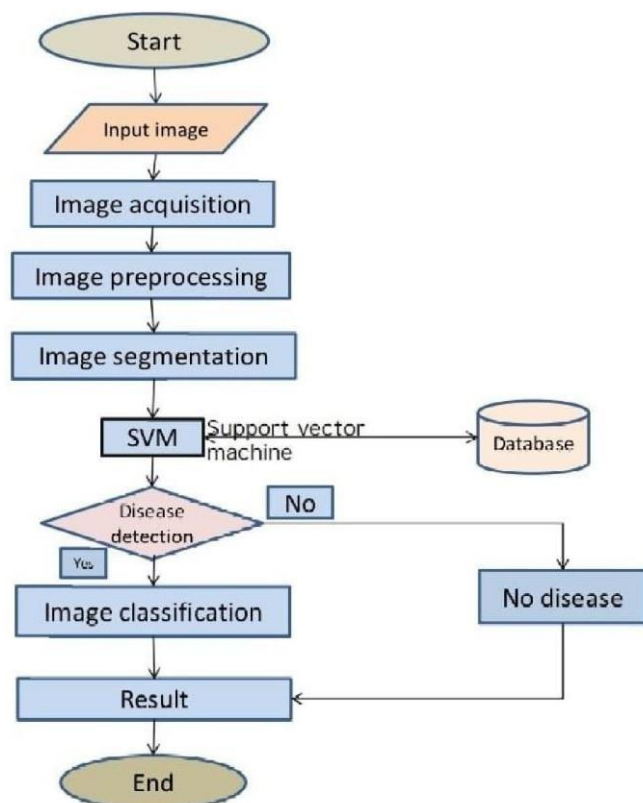 Start
Input image
Image acquisition
Image preprocessing
Image segmentation
SVM
Support vector
machine
Database
Disease
detection
No
Yes
Image classification
No disease
Result
End